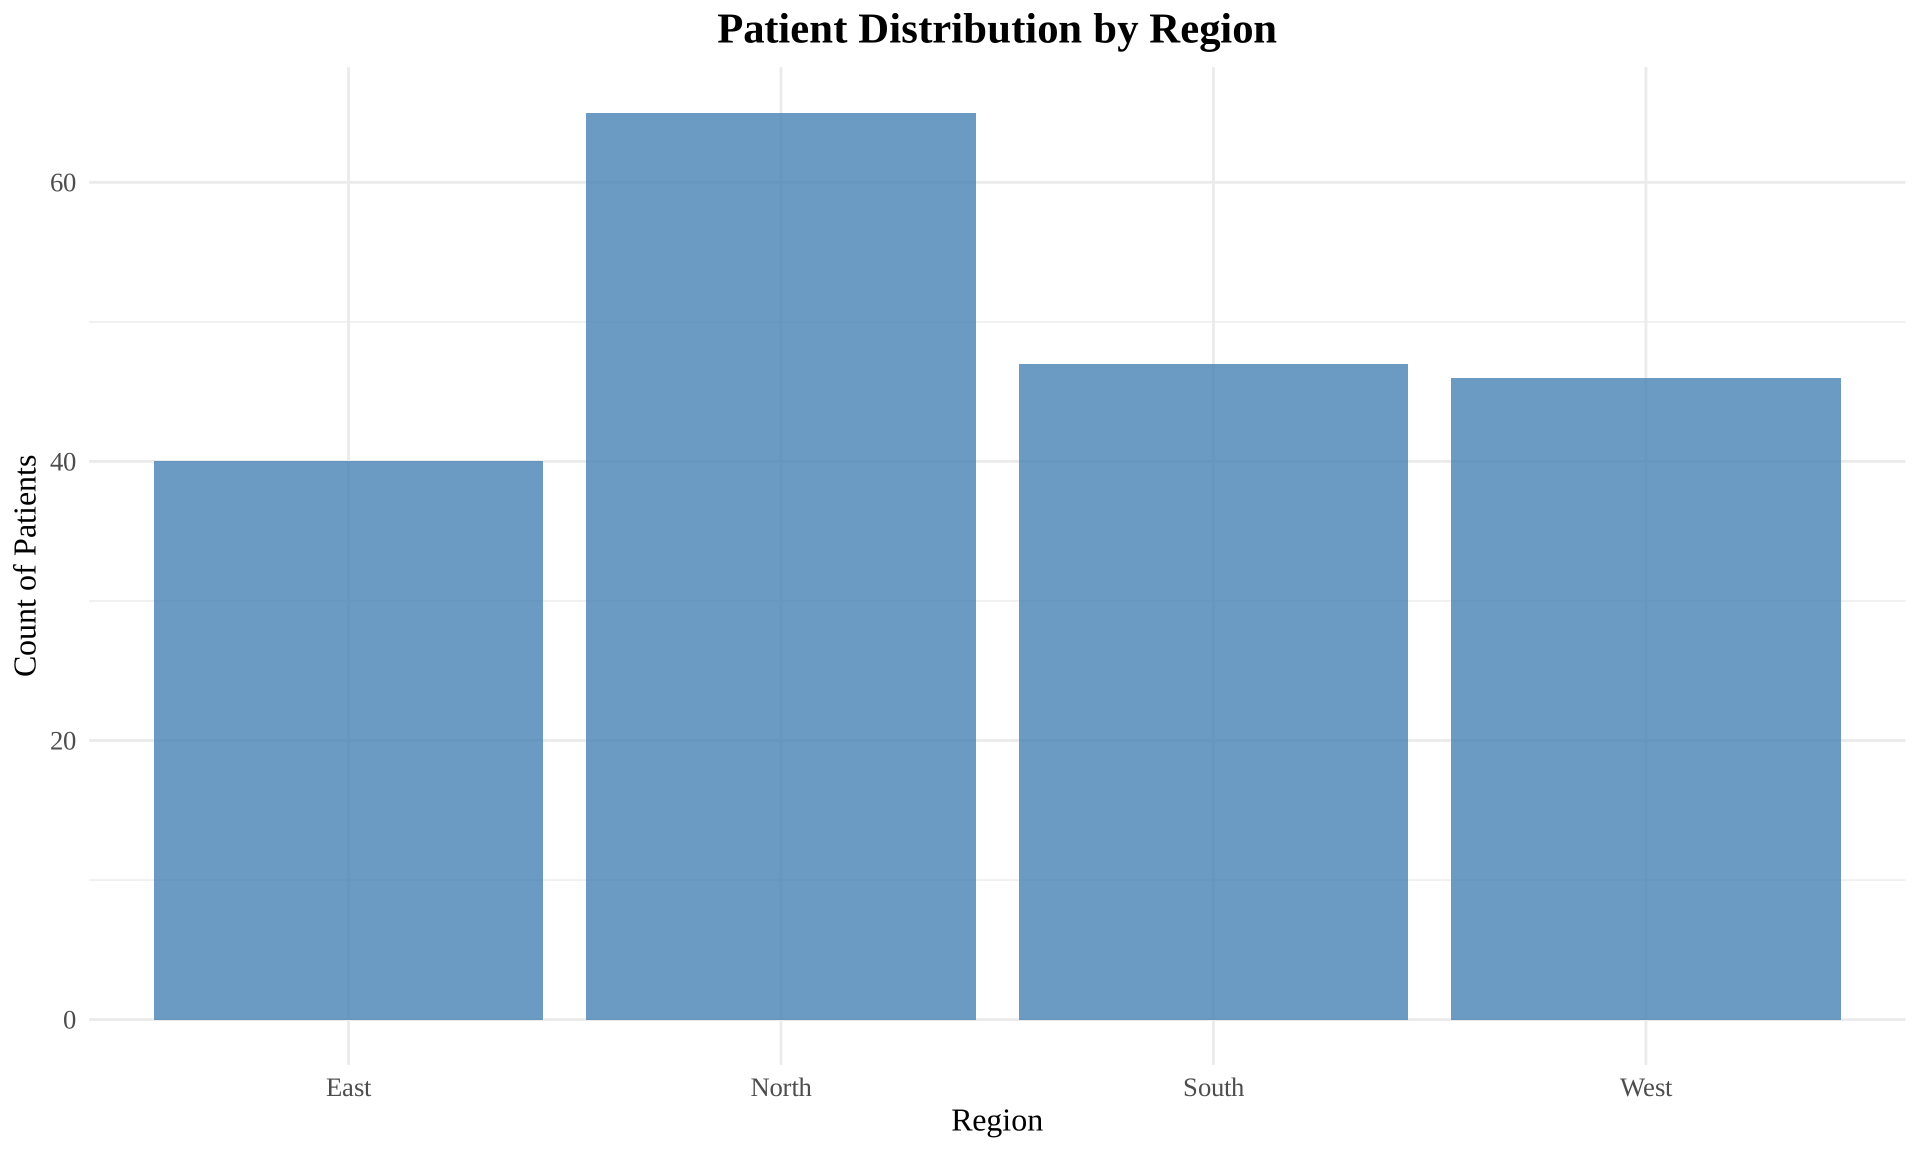 Patient Distribution by Region
Count of Patients
60
40
20
0
East North South West
Region